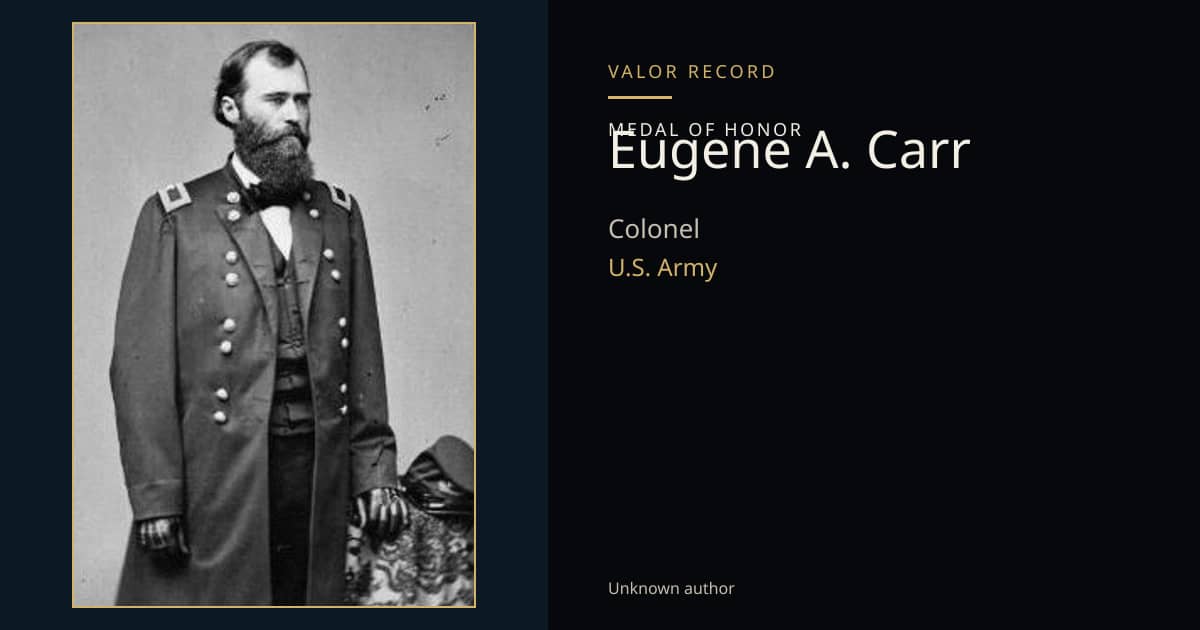 VALOR RECORD
MEDAL OF HONOR
Eugene A. Carr
Colonel
U.S. Army
Unknown author